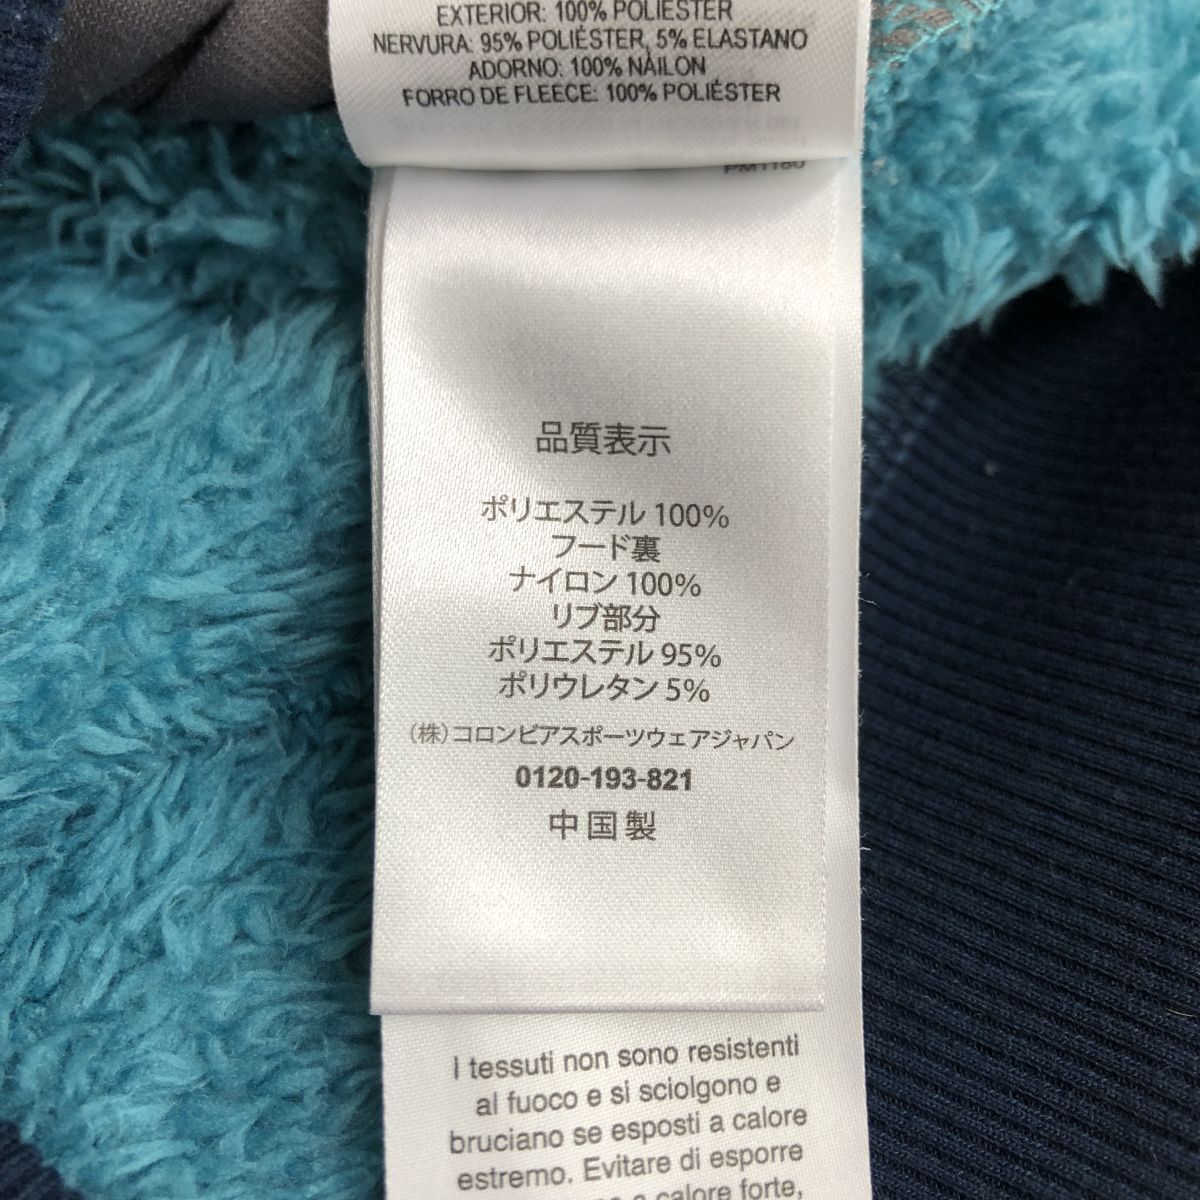 EXTERIOR: 100% POLIÉSTER
NERVURA: 95% POLIÉSTER, 5% ELASTANO
ADORNO: 100% NÁILON
FORRO DE FLEECE: 100% POLIÉSTER
PM1180
品質表示
ポリエステル 100%
フード裏
ナイロン 100%
リブ部分
ポリエステル 95%
ポリウレタン 5%
(株)コロンビアスポーツウェアジャパン
0120-193-821
中国製
I tessuti non sono resistenti
al fuoco e si sciolgono e
bruciano se esposti a calore
estremo. Evitare di esporre
a calore forte,